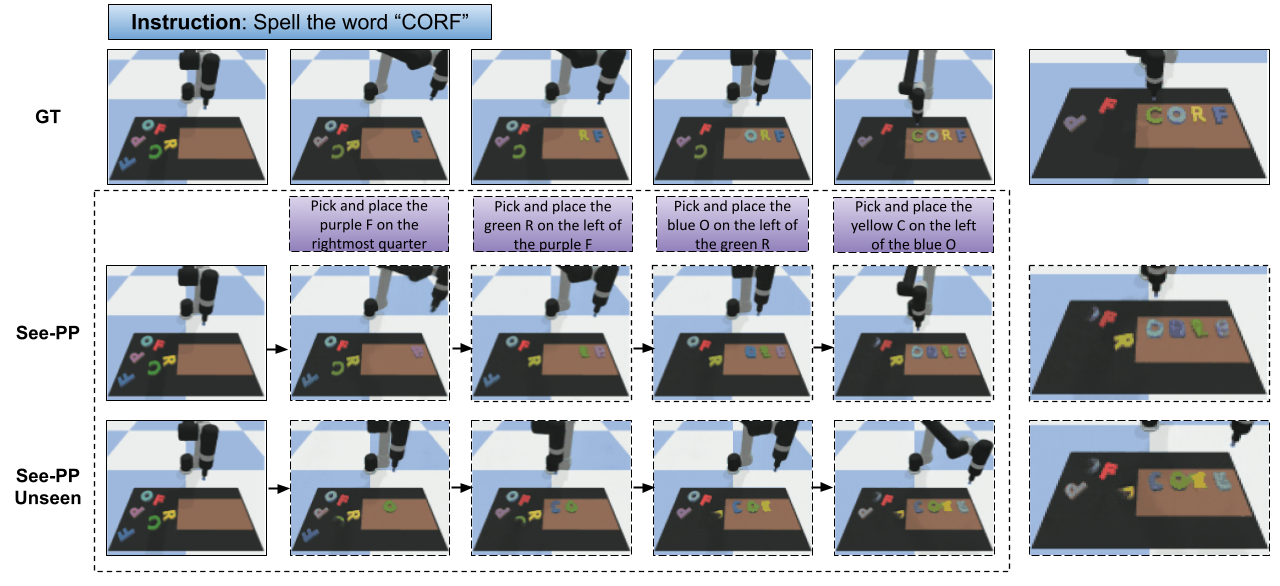 Instruction: Spell the word “CORF”
GT
Pick and place the
purple F on the
rightmost quarter
Pick and place the
green R on the left of
the purple F
Pick and place the
blue O on the left of
the green R
Pick and place the
yellow C on the left
of the blue O
See-PP
See-PP
Unseen